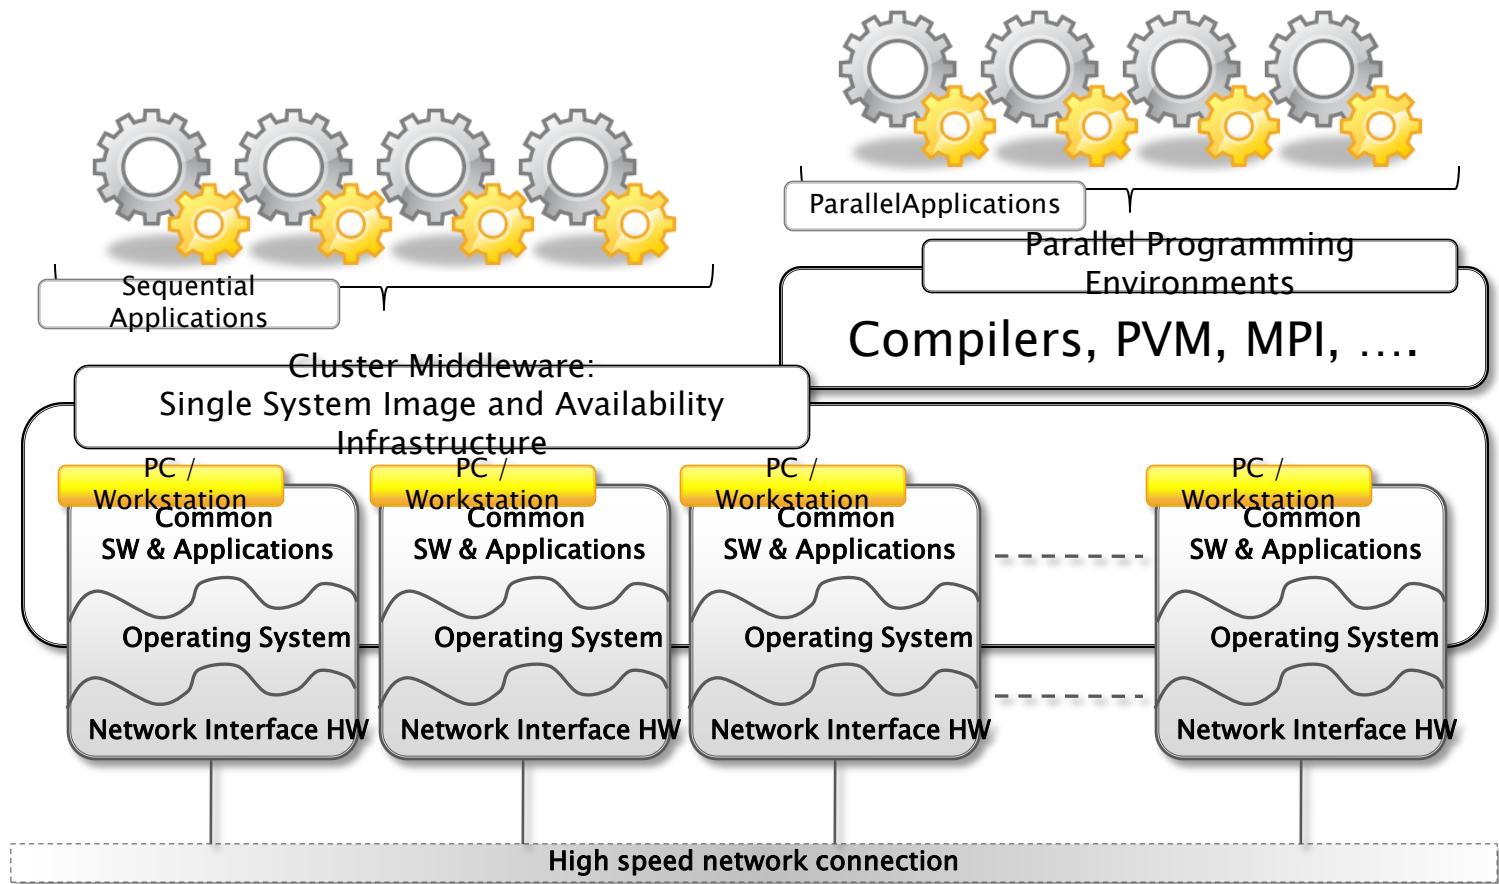 ParallelApplications
Parallel Programming
Environments
Sequential
Applications
Compilers, PVM, MPI, ….
Cluster Middleware:
Single System Image and Availability
Infrastructure
PC /
Workstation
Common
SW & Applications
Operating System
Network Interface HW
PC /
Workstation
Common
SW & Applications
Operating System
Network Interface HW
PC /
Workstation
Common
SW & Applications
Operating System
Network Interface HW
PC /
Workstation
Common
SW & Applications
Operating System
Network Interface HW
High speed network connection